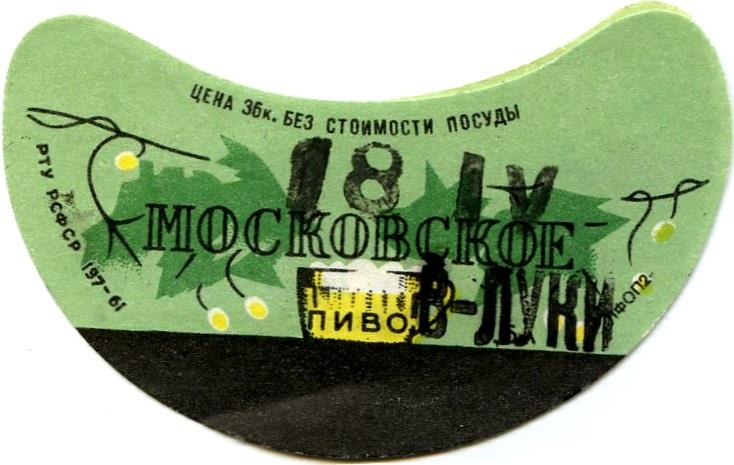 ЦЕНА 36к. БЕЗ СТОИМОСТИ ПОСУДЫ
18 IV
РТУ РСФСР 197-61
МОСКОВСКОЕ
ПИВО
В-ЛУКИ